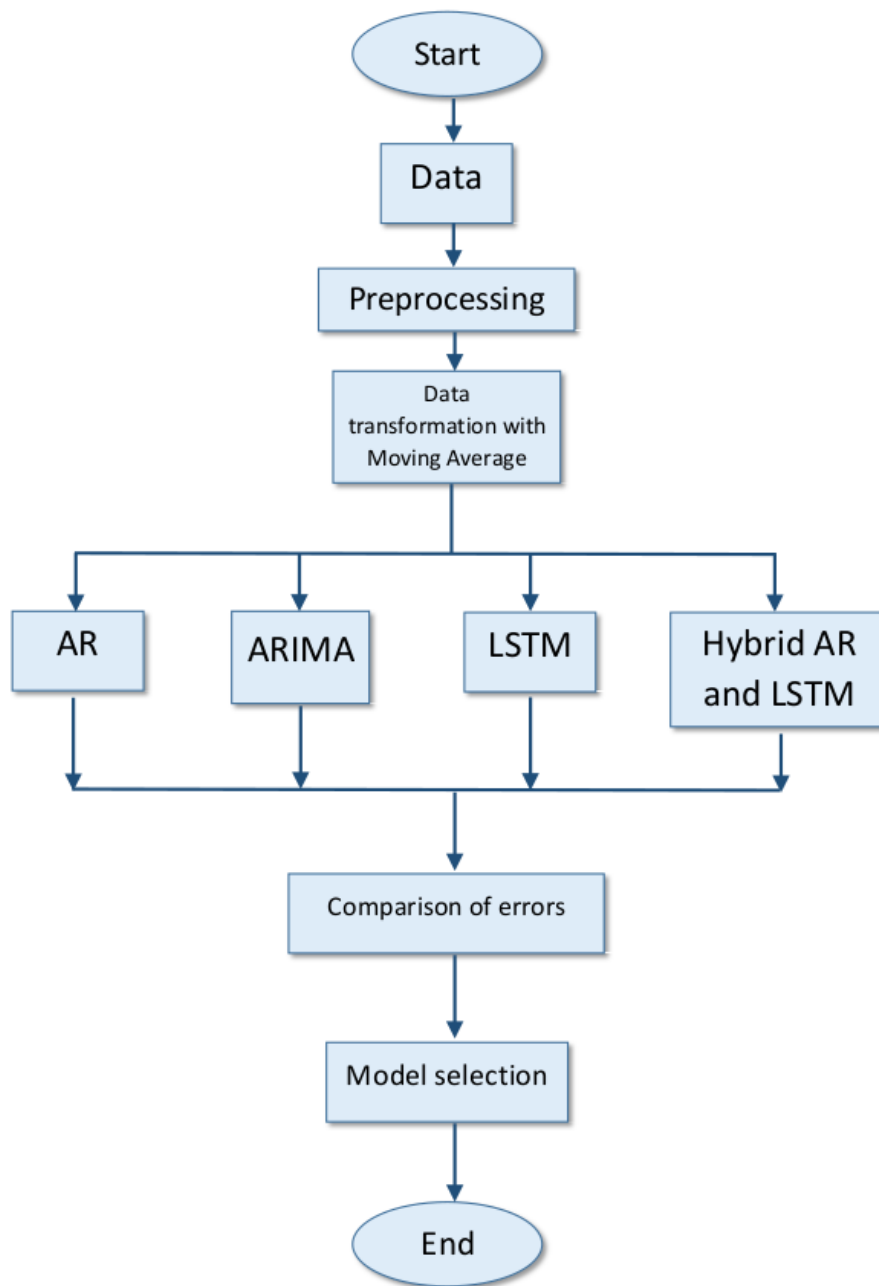 Start
Data
Preprocessing
Data
transformation with
Moving Average
AR
ARIMA
LSTM
Hybrid AR
and LSTM
Comparison of errors
Model selection
End